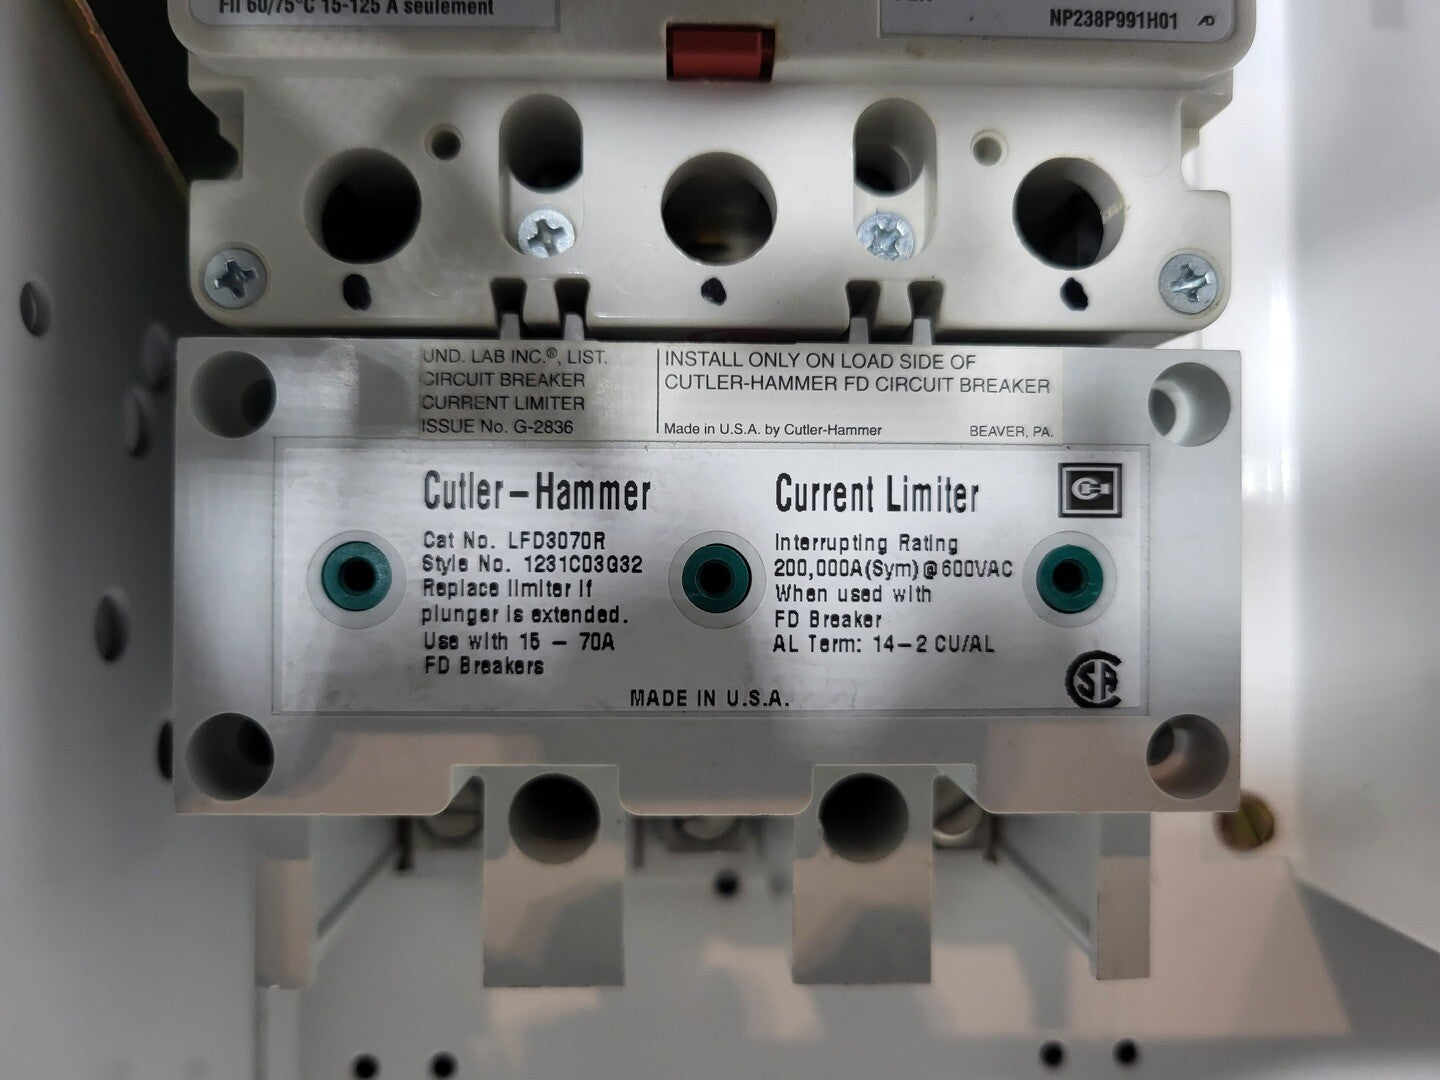 Fil 60/75°C 15-125 A seulement
NP238P991H01
UND. LAB INC.®, LIST.
CIRCUIT BREAKER
CURRENT LIMITER
ISSUE No. G-2836
INSTALL ONLY ON LOAD SIDE OF
CUTLER-HAMMER FD CIRCUIT BREAKER
Made in U.S.A. by Cutler-Hammer
BEAVER, PA.
Cutler-Hammer
Cat No. LFD3070R
Style No. 1231C03G32
Replace limiter if
plunger is extended.
Use with 15 - 70A
FD Breakers
Current Limiter
Interrupting Rating
200,000A(Sym)@600VAC
When used with
FD Breaker
AL Term: 14-2 CU/AL
CH
SA
MADE IN U.S.A.